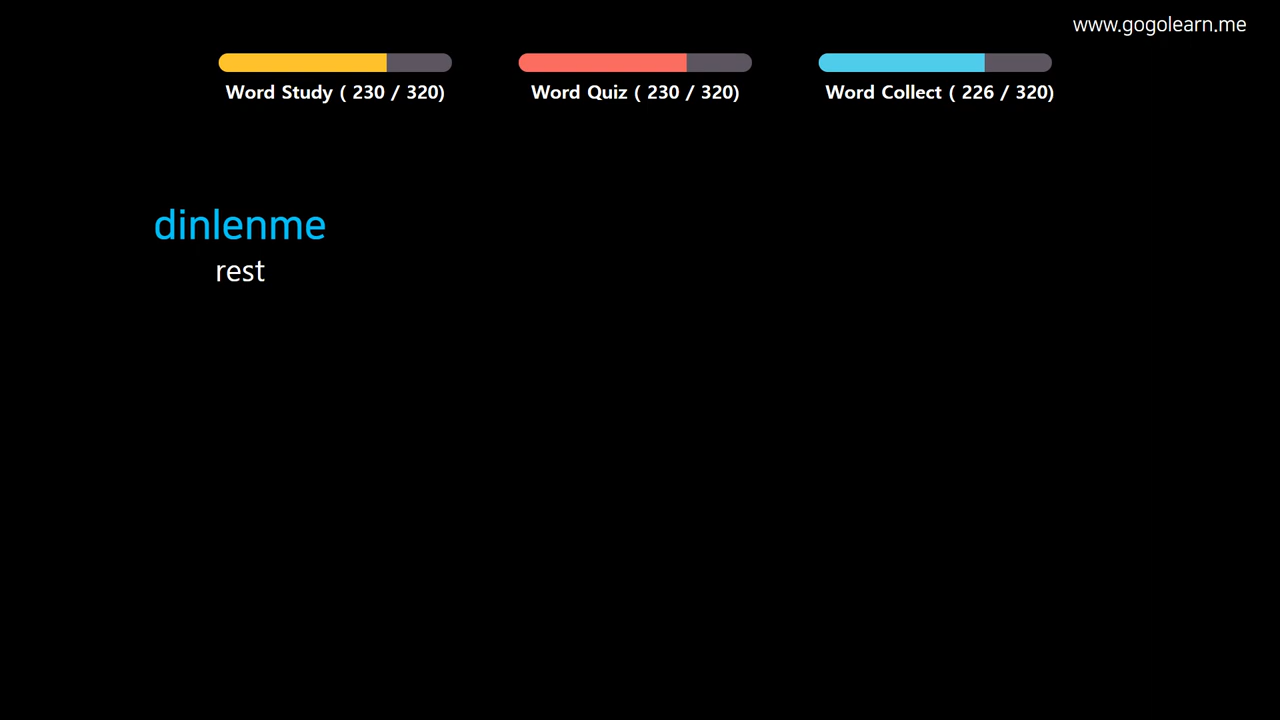 www.gogolearn.me
Word Study ( 230 / 320)
Word Quiz ( 230 / 320)
Word Collect ( 226 / 320)
dinlenme
rest